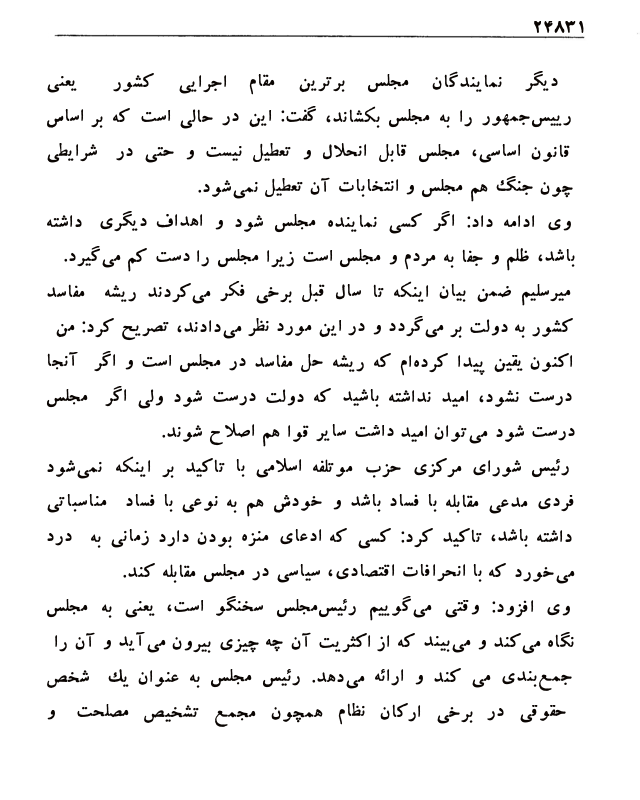 ۲۴۸۳۱
دیگر نمایندگان مجلس برترین مقام اجرایی کشور یعنی
رییس‌جمهور را به مجلس بکشاند، گفت: این در حالی است که بر اساس
قانون اساسی، مجلس قابل انحلال و تعطیل نیست و حتی در شرایطی
چون جنگ هم مجلس و انتخابات آن تعطیل نمی‌شود.
وی ادامه داد: اگر کسی نماینده مجلس شود و اهداف دیگری داشته
باشد، ظلم و جفا به مردم و مجلس است زیرا مجلس را دست کم می‌گیرد.
میرسلیم ضمن بیان اینکه تا سال قبل برخی فکر می‌کردند ریشه مفاسد
کشور به دولت بر می‌گردد و در این مورد نظر می‌دادند، تصریح کرد: من
اکنون یقین پیدا کرده‌ام که ریشه حل مفاسد در مجلس است و اگر آنجا
درست نشود، امید نداشته باشید که دولت درست شود ولی اگر مجلس
درست شود می‌توان امید داشت سایر قوا هم اصلاح شوند.
رئیس شورای مرکزی حزب موتلفه اسلامی با تاکید بر اینکه نمی‌شود
فردی مدعی مقابله با فساد باشد و خودش هم به نوعی با فساد مناسباتی
داشته باشد، تاکید کرد: کسی که ادعای منزه بودن دارد زمانی به درد
می‌خورد که با انحرافات اقتصادی، سیاسی در مجلس مقابله کند.
وی افزود: وقتی می‌گوییم رئیس‌مجلس سخنگو است، یعنی به مجلس
نگاه می‌کند و می‌بیند که از اکثریت آن چه چیزی بیرون می‌آید و آن را
جمع‌بندی می کند و ارائه می‌دهد. رئیس مجلس به عنوان یك شخص
حقوقی در برخی ارکان نظام همچون مجمع تشخیص مصلحت و